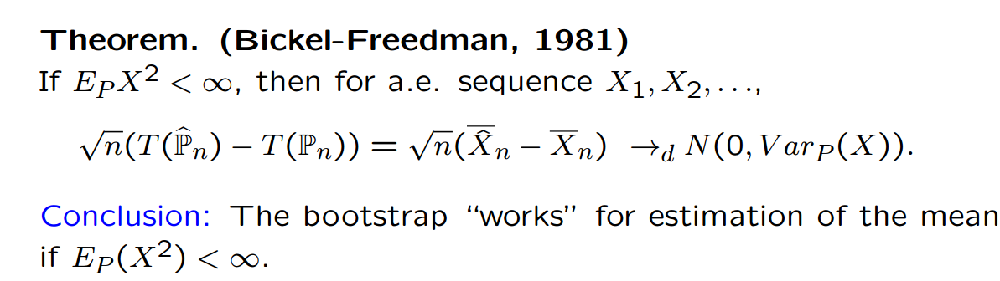 Theorem. (Bickel-Freedman, 1981)
If $E_P X^2 < \infty$, then for a.e. sequence $X_1, X_2, \ldots,$
$\sqrt{n}(T(\widehat{\mathbb{P}}_n) - T(\mathbb{P}_n)) = \sqrt{n}(\overline{\widehat{X}}_n - \overline{X}_n) \rightarrow_d N(0, Var_P(X)).$
Conclusion: The bootstrap “works” for estimation of the mean
if $E_P(X^2) < \infty$.